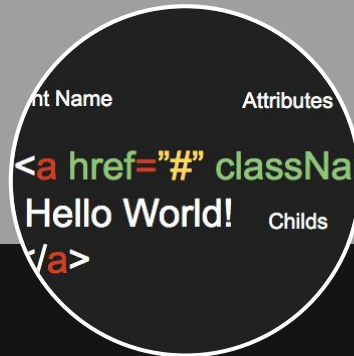 nt Name Attributes
<a href=”#” classNa
Hello World! Childs
/a>